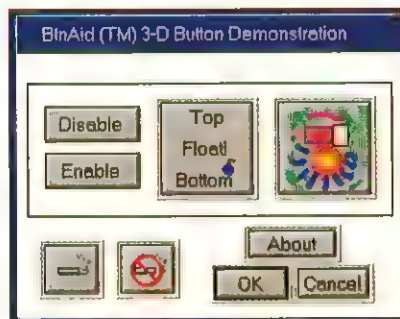 BtnAid (TM) 3-D Button Demonstration
Disable
Enable
Top
Float!
Bottom
About
OK
Cancel